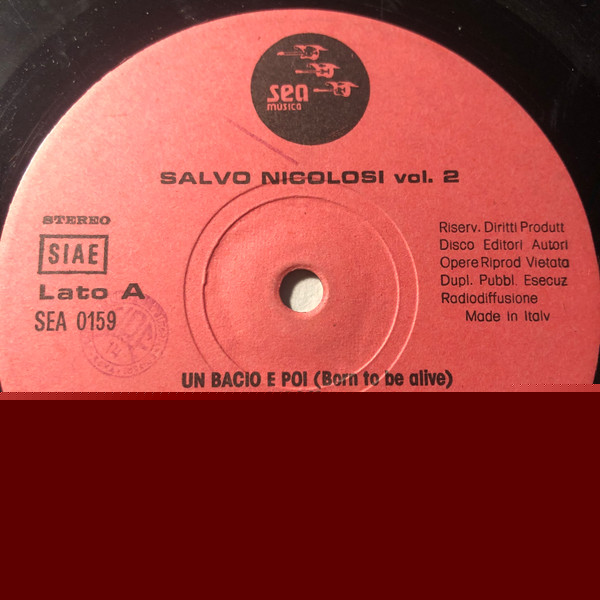 sea
musica
SALVO NICOLOSI vol. 2
STEREO
SIAE
Lato A
SEA 0159
Riserv. Diritti Produtt
Disco Editori Autori
Opere Riprod Vietata
Dupl. Pubbl. Esecuz
Radiodiffusione
Made in Italy
UN BACIO E POI (Born to be alive)